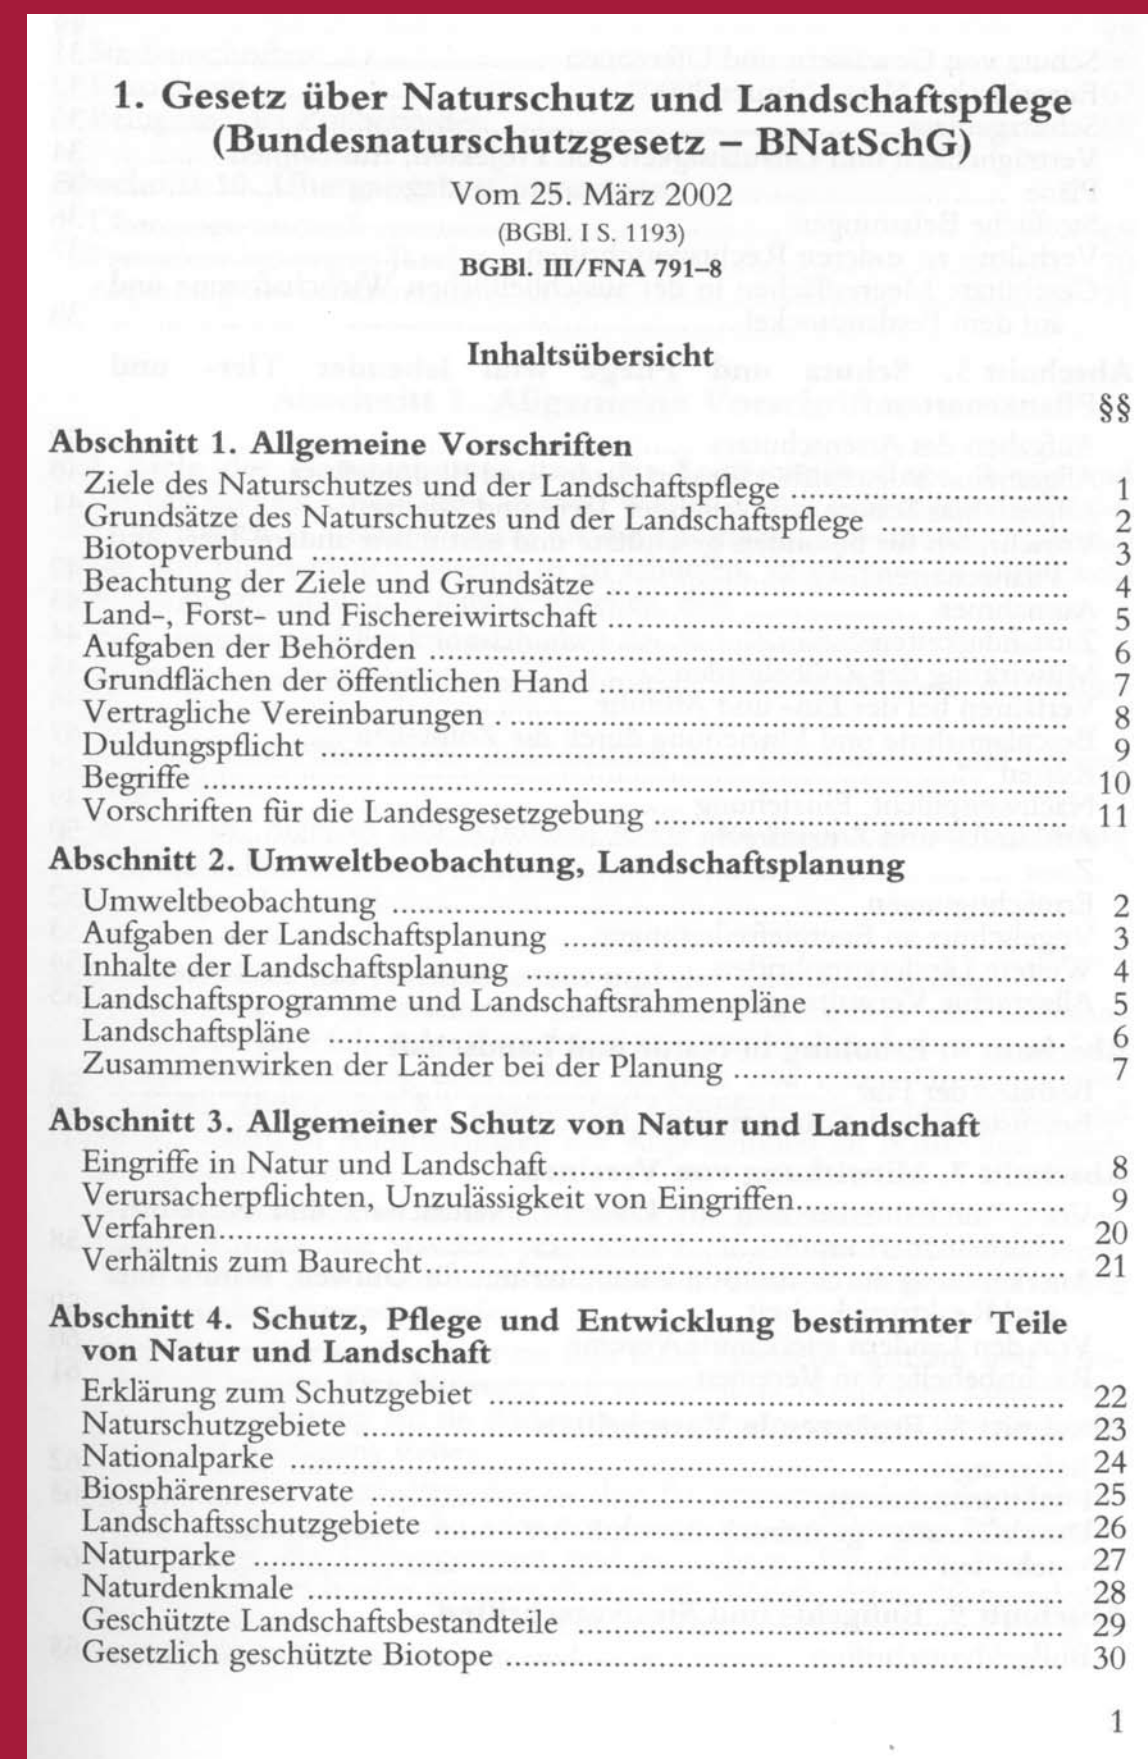 1. Gesetz über Naturschutz und Landschaftspflege
(Bundesnaturschutzgesetz – BNatSchG)
Vom 25. März 2002
(BGBl. I S. 1193)
BGBl. III/FNA 791–8
Inhaltsübersicht
§§
Abschnitt 1. Allgemeine Vorschriften
Ziele des Naturschutzes und der Landschaftspflege ........ 1
Grundsätze des Naturschutzes und der Landschaftspflege ........ 2
Biotopverbund ........ 3
Beachtung der Ziele und Grundsätze ........ 4
Land-, Forst- und Fischereiwirtschaft ........ 5
Aufgaben der Behörden ........ 6
Grundflächen der öffentlichen Hand ........ 7
Vertragliche Vereinbarungen ........ 8
Duldungspflicht ........ 9
Begriffe ........ 10
Vorschriften für die Landesgesetzgebung ........ 11
Abschnitt 2. Umweltbeobachtung, Landschaftsplanung
Umweltbeobachtung ........ 2
Aufgaben der Landschaftsplanung ........ 3
Inhalte der Landschaftsplanung ........ 4
Landschaftsprogramme und Landschaftsrahmenpläne ........ 5
Landschaftspläne ........ 6
Zusammenwirken der Länder bei der Planung ........ 7
Abschnitt 3. Allgemeiner Schutz von Natur und Landschaft
Eingriffe in Natur und Landschaft ........ 8
Verursacherpflichten, Unzulässigkeit von Eingriffen ........ 9
Verfahren ........ 20
Verhältnis zum Baurecht ........ 21
Abschnitt 4. Schutz, Pflege und Entwicklung bestimmter Teile
von Natur und Landschaft
Erklärung zum Schutzgebiet ........ 22
Naturschutzgebiete ........ 23
Nationalparke ........ 24
Biosphärenreservate ........ 25
Landschaftsschutzgebiete ........ 26
Naturparke ........ 27
Naturdenkmale ........ 28
Geschützte Landschaftsbestandteile ........ 29
Gesetzlich geschützte Biotope ........ 30
1